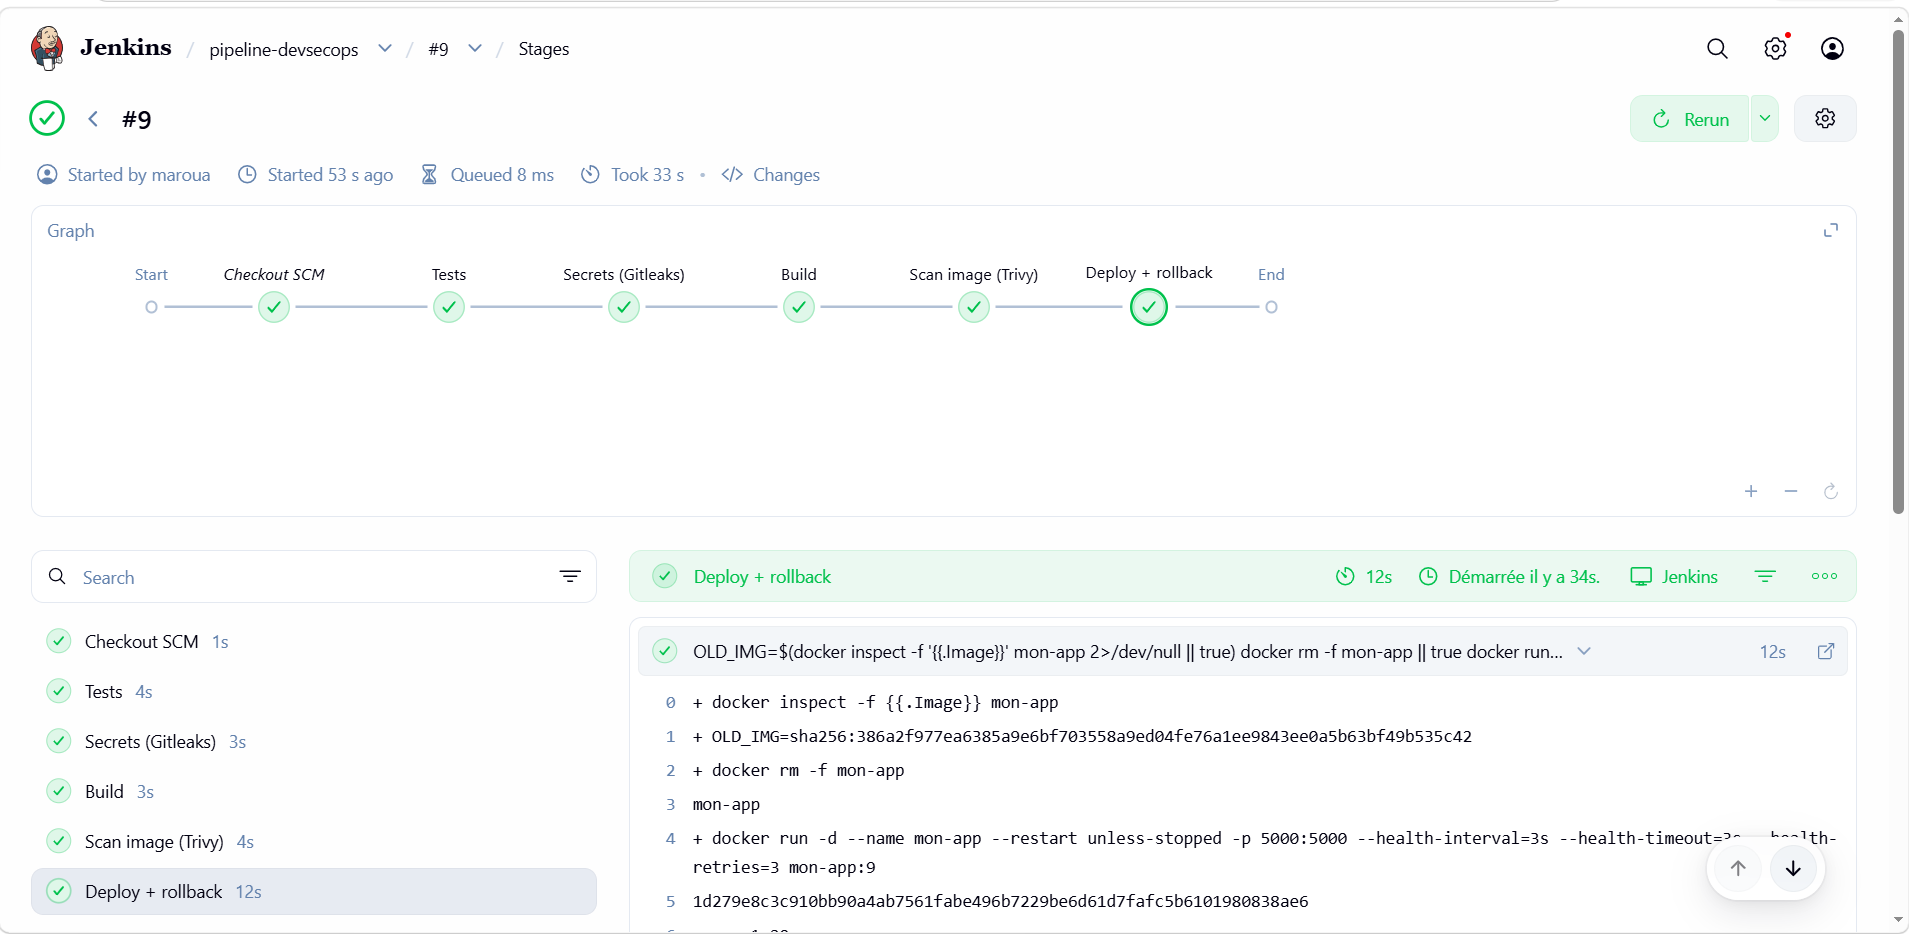 Jenkins / pipeline-devsecops / #9 / Stages
#9
Rerun
Started by maroua Started 53 s ago Queued 8 ms Took 33 s • Changes
Graph
Start Checkout SCM Tests Secrets (Gitleaks) Build Scan image (Trivy) Deploy + rollback End
Search
Checkout SCM 1s
Tests 4s
Secrets (Gitleaks) 3s
Build 3s
Scan image (Trivy) 4s
Deploy + rollback 12s
Deploy + rollback 12s Démarrée il y a 34s. Jenkins
OLD_IMG=$(docker inspect -f '{{.Image}}' mon-app 2>/dev/null || true) docker rm -f mon-app || true docker run... 12s
0 + docker inspect -f {{.Image}} mon-app
1 + OLD_IMG=sha256:386a2f977ea6385a9e6bf703558a9ed04fe76a1ee9843ee0a5b63bf49b535c42
2 + docker rm -f mon-app
3 mon-app
4 + docker run -d --name mon-app --restart unless-stopped -p 5000:5000 --health-interval=3s --health-timeout=3s --health-
retries=3 mon-app:9
5 1d279e8c3c910bb90a4ab7561fabe496b7229be6d61d7fafc5b6101980838ae6